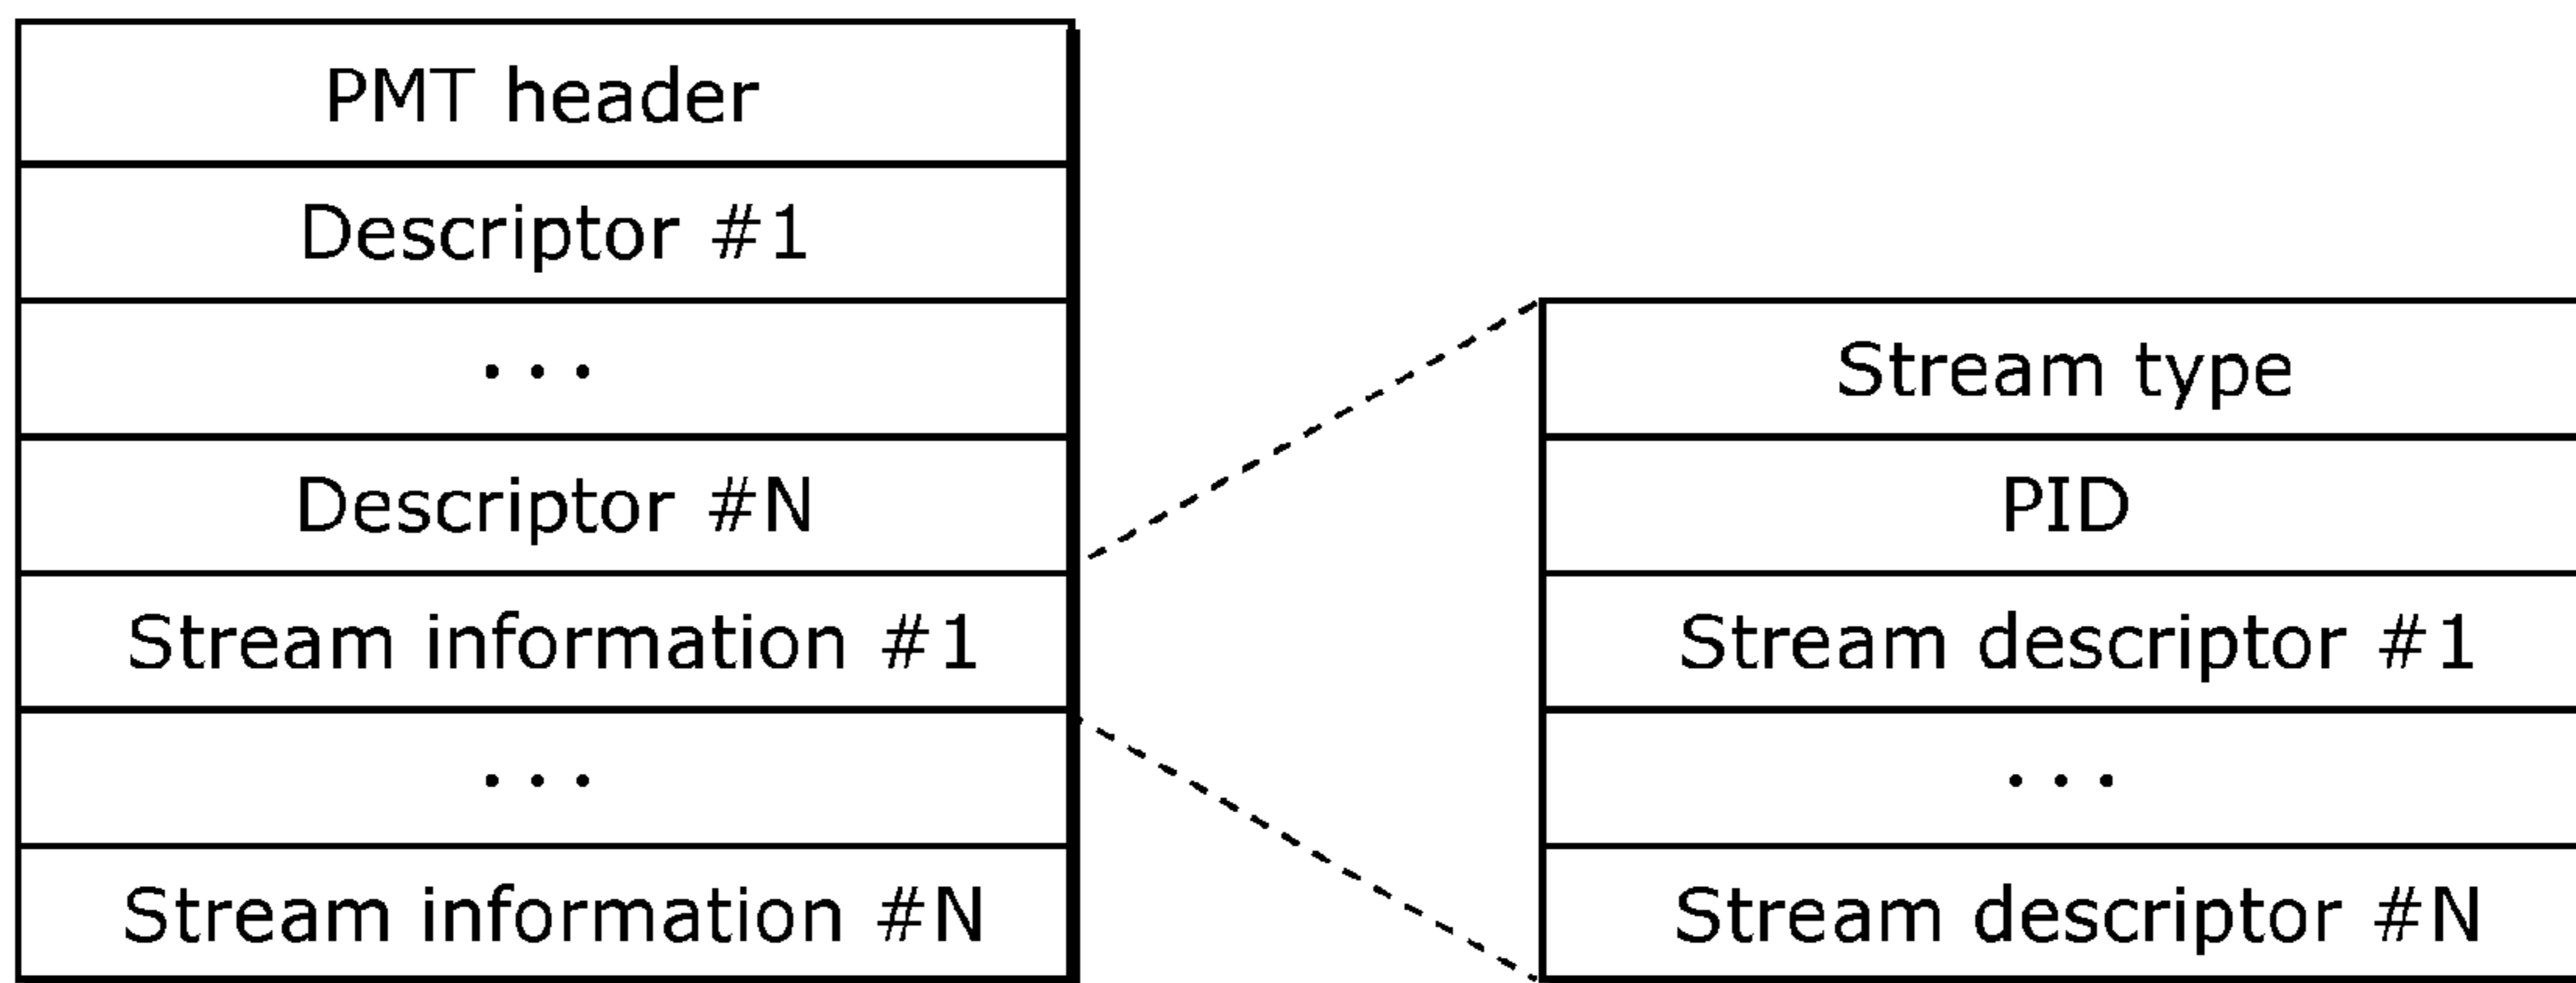 PMT header
Descriptor #1
...
Descriptor #N
Stream information #1
...
Stream information #N
Stream type
PID
Stream descriptor #1
...
Stream descriptor #N